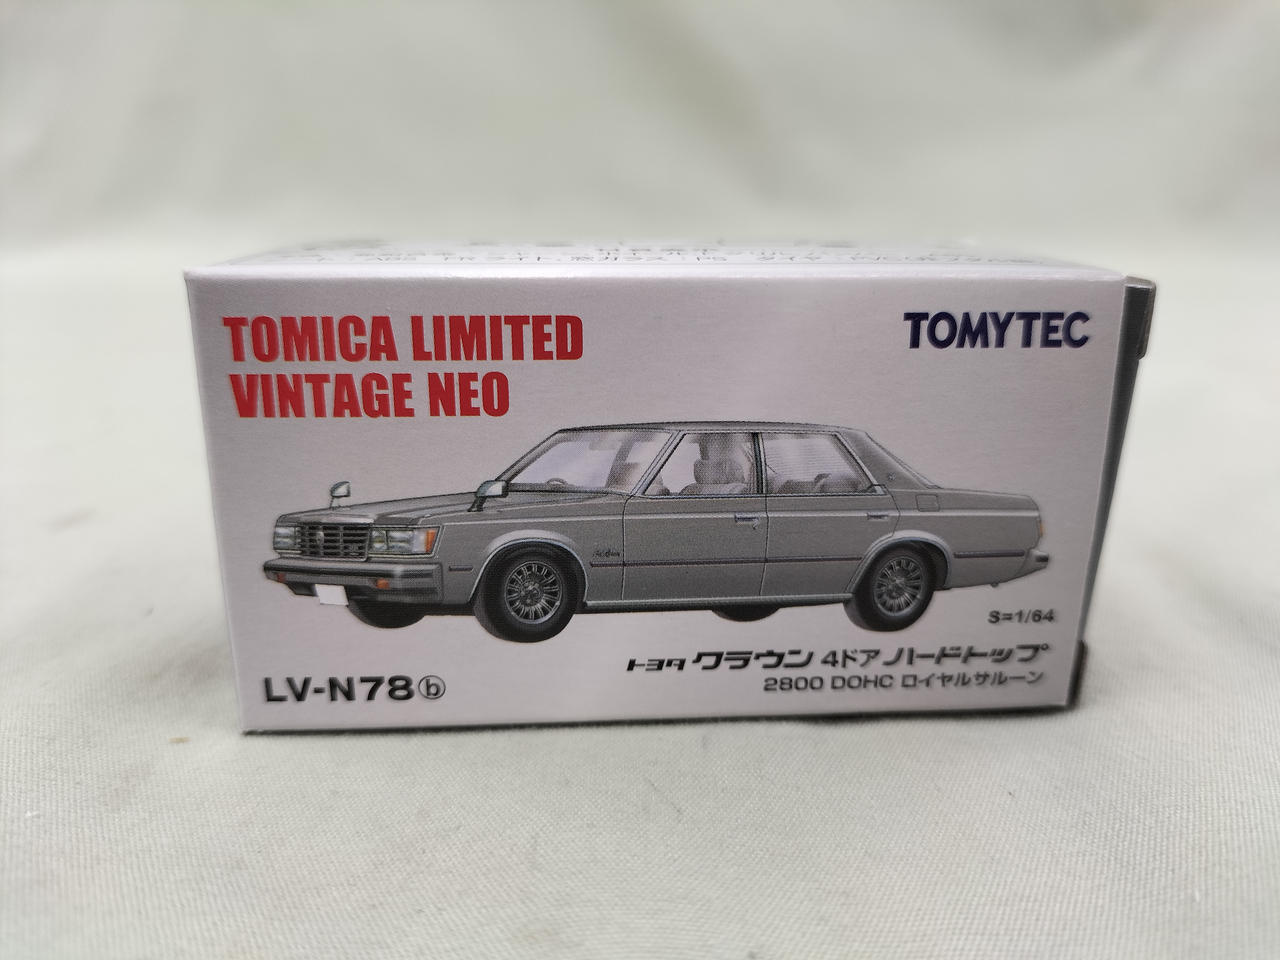 TOMICA LIMITED
VINTAGE NEO
TOMYTEC
S=1/64
トヨタ クラウン 4ドア ハードトップ
2800 DOHC ロイヤルサルーン
LV-N78ⓑ